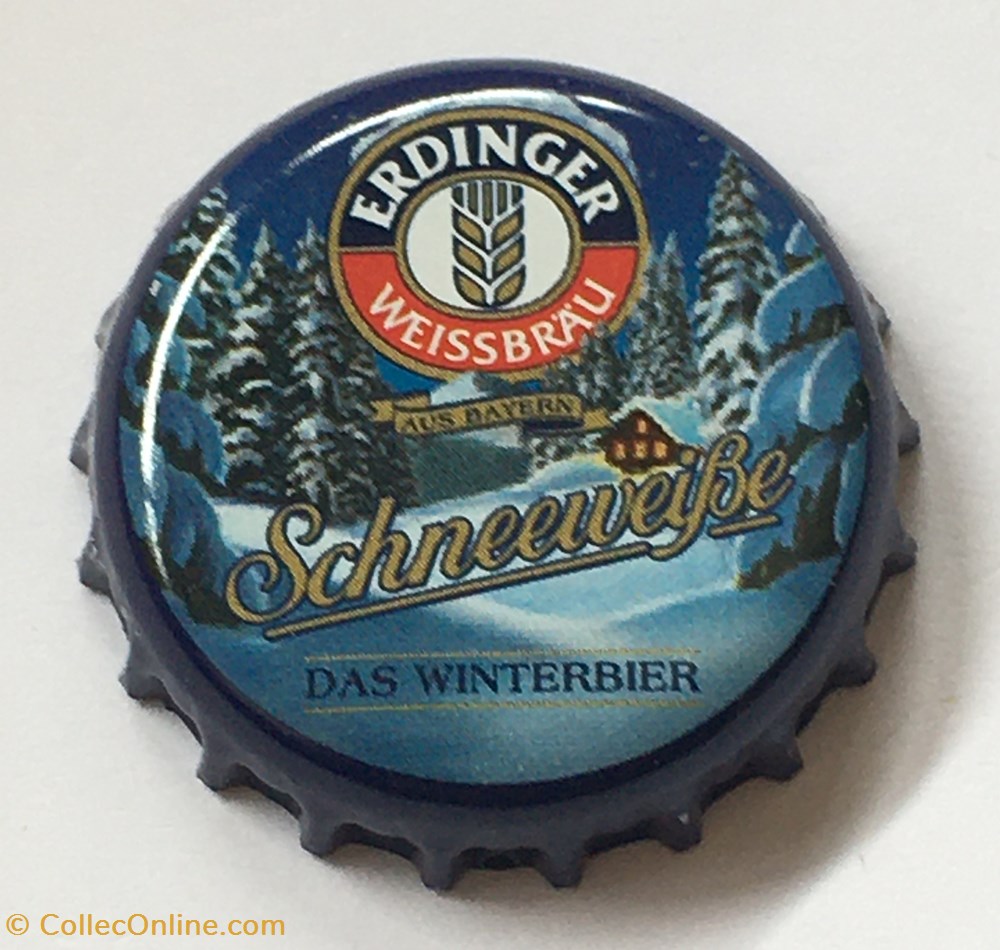 ERDINGER
WEISSBRÄU
AUS BAYERN
Schneeweiße
DAS WINTERBIER
© CollecOnline.com